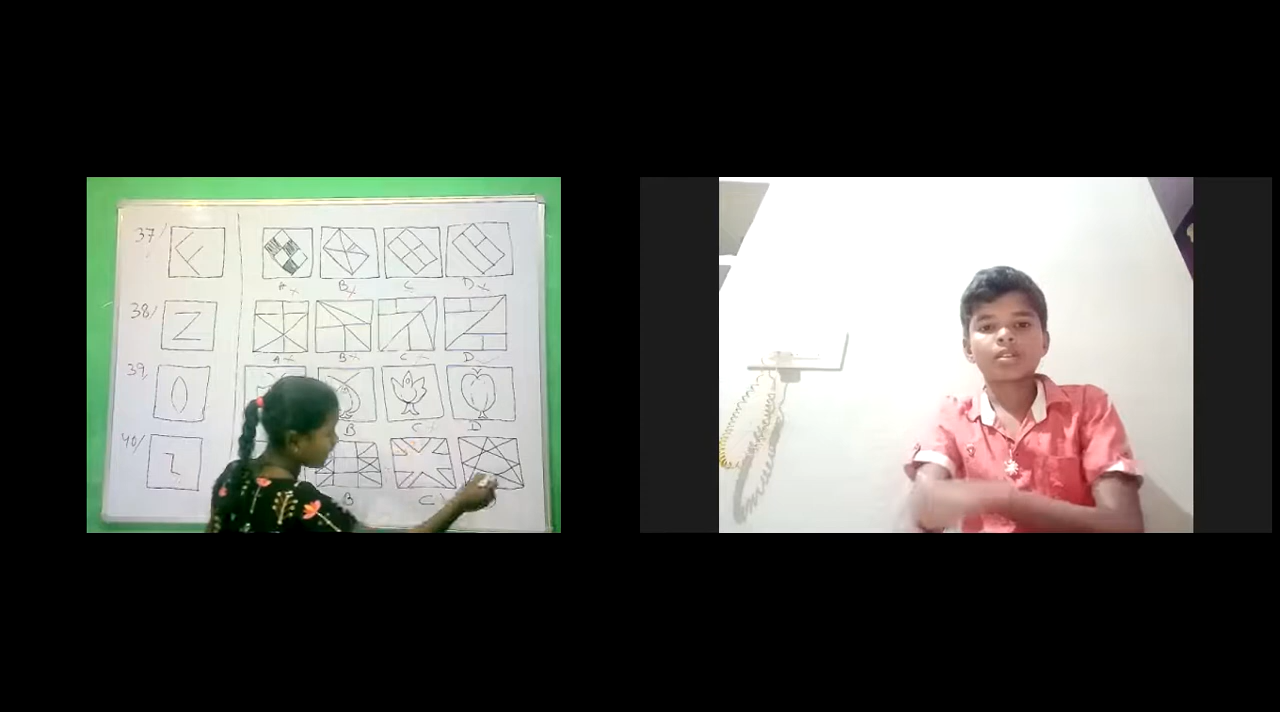 37/
A x B x C D x
38/
A x B x C x D ✓
39/
B C x D
40/
B C